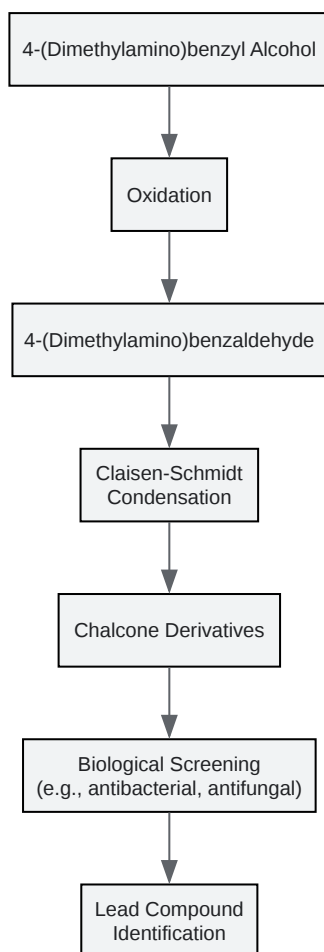 4-(Dimethylamino)benzyl Alcohol
Oxidation
4-(Dimethylamino)benzaldehyde
Claisen-Schmidt
Condensation
Chalcone Derivatives
Biological Screening
(e.g., antibacterial, antifungal)
Lead Compound
Identification